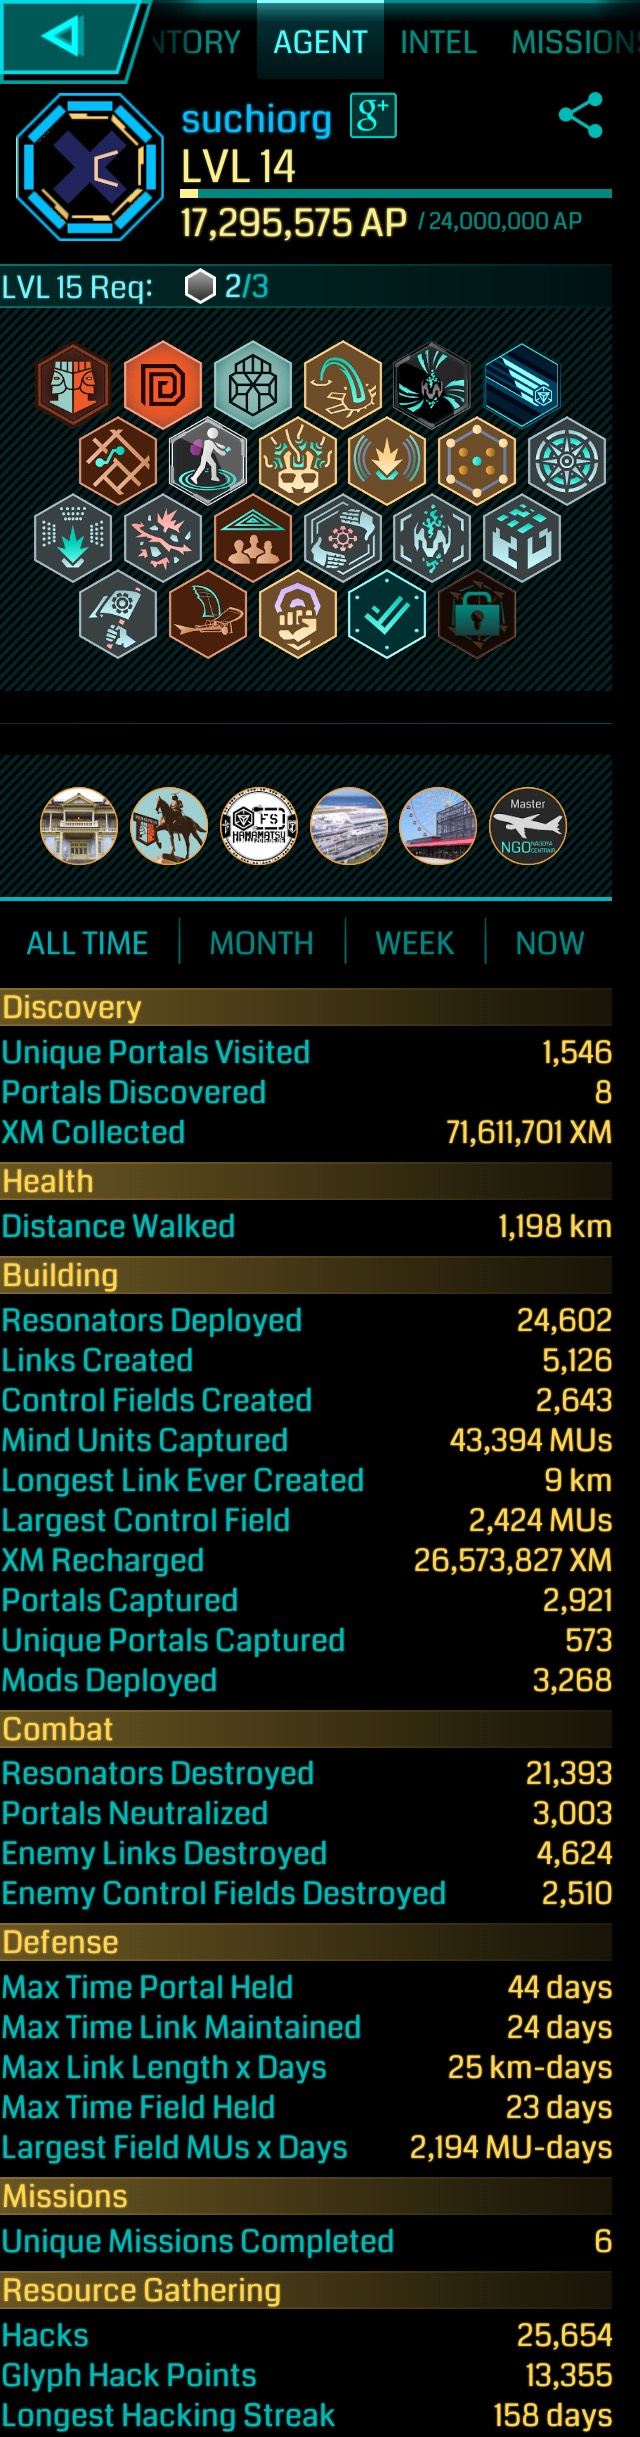 NTORY AGENT INTEL MISSIONS
suchiorg g+
LVL 14
17,295,575 AP / 24,000,000 AP
LVL 15 Req: 2/3
FS
HAMAMATSU
Master
NGO NAGOYA CENTRAIR
ALL TIME MONTH WEEK NOW
Discovery
Unique Portals Visited 1,546
Portals Discovered 8
XM Collected 71,611,701 XM
Health
Distance Walked 1,198 km
Building
Resonators Deployed 24,602
Links Created 5,126
Control Fields Created 2,643
Mind Units Captured 43,394 MUs
Longest Link Ever Created 9 km
Largest Control Field 2,424 MUs
XM Recharged 26,573,827 XM
Portals Captured 2,921
Unique Portals Captured 573
Mods Deployed 3,268
Combat
Resonators Destroyed 21,393
Portals Neutralized 3,003
Enemy Links Destroyed 4,624
Enemy Control Fields Destroyed 2,510
Defense
Max Time Portal Held 44 days
Max Time Link Maintained 24 days
Max Link Length x Days 25 km-days
Max Time Field Held 23 days
Largest Field MUs x Days 2,194 MU-days
Missions
Unique Missions Completed 6
Resource Gathering
Hacks 25,654
Glyph Hack Points 13,355
Longest Hacking Streak 158 days